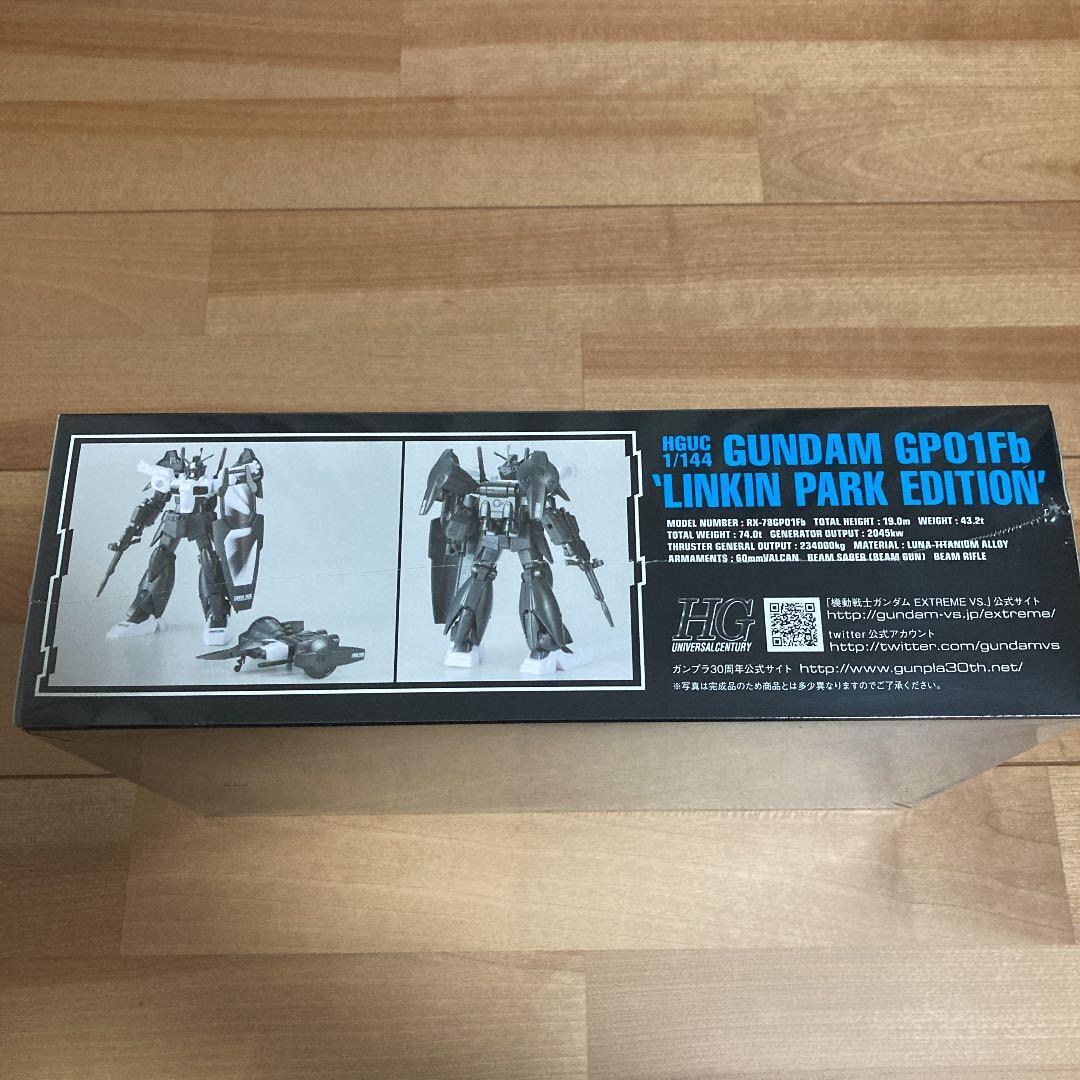 HGUC
1/144 GUNDAM GP01Fb
'LINKIN PARK EDITION'
MODEL NUMBER : RX-78GP01Fb TOTAL HEIGHT : 19.0m WEIGHT : 43.2t
TOTAL WEIGHT : 74.0t GENERATOR OUTPUT : 2045kw
THRUSTER GENERAL OUTPUT : 234000kg MATERIAL : LUNA TITANIUM ALLOY
ARMAMENTS : 60mmVALCAN BEAM SABER (BEAM GUN) BEAM RIFLE
HG
UNIVERSAL CENTURY
「機動戦士ガンダム EXTREME VS.」公式サイト
http://gundam-vs.jp/extreme/
twitter 公式アカウント
http://twitter.com/gundamvs
ガンプラ30周年公式サイト http://www.gunpla30th.net/
※写真は完成品のため商品とは多少異なりますのでご了承ください。